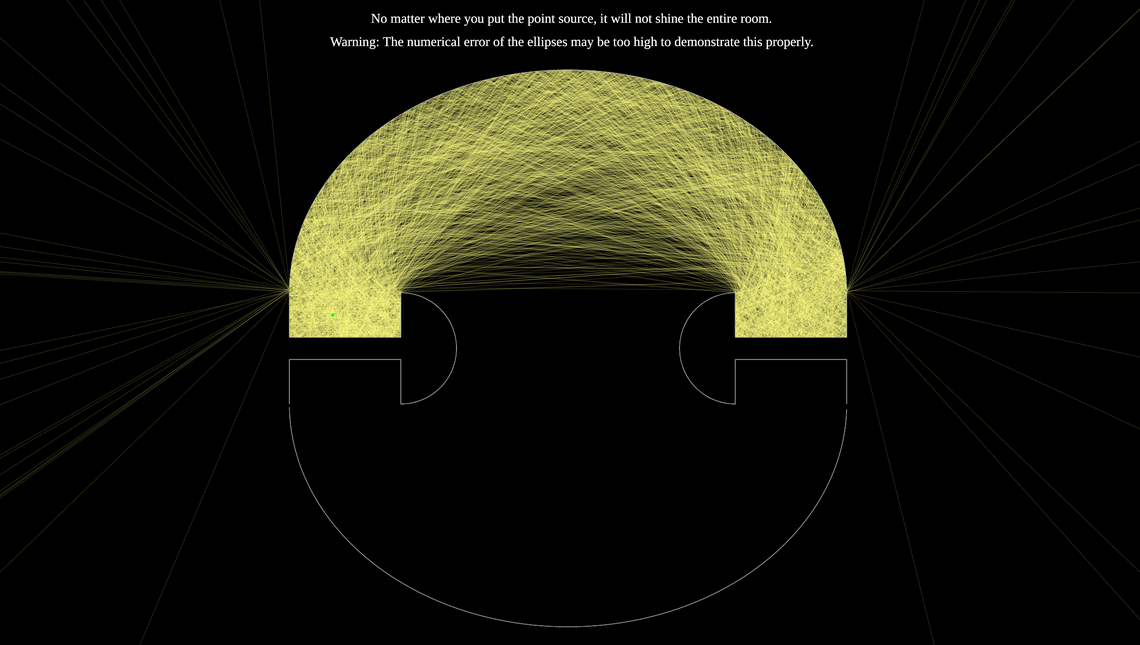 No matter where you put the point source, it will not shine the entire room.
Warning: The numerical error of the ellipses may be too high to demonstrate this properly.